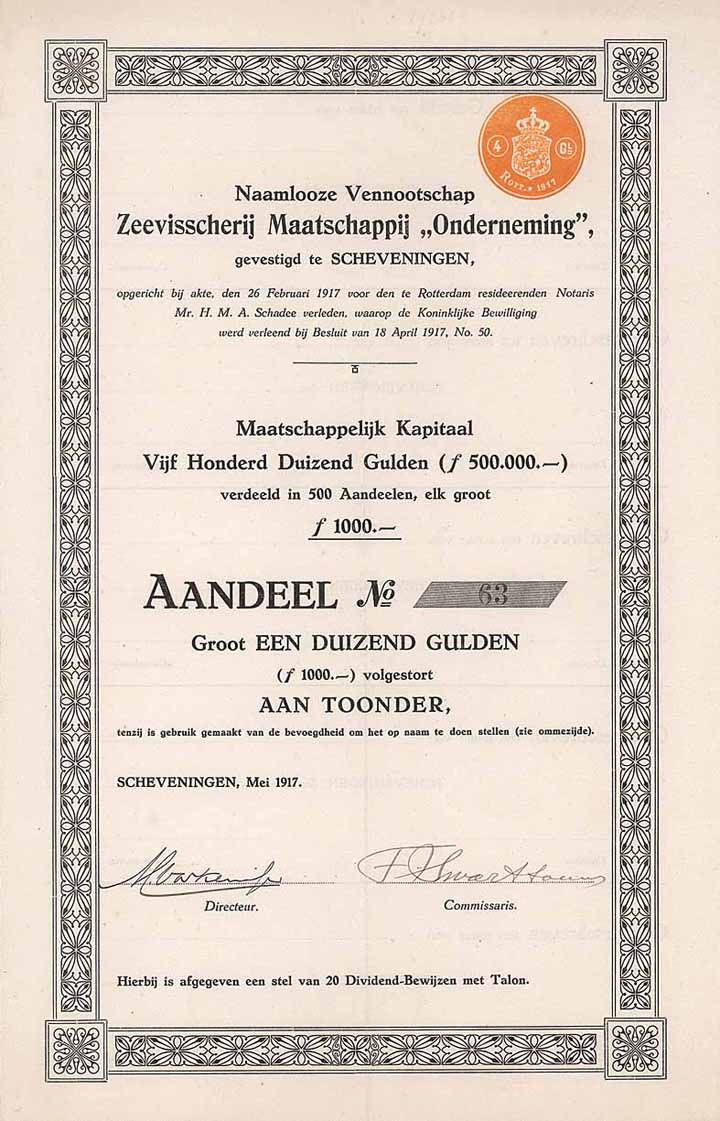 4 GLD
ROTT. 1917
Naamlooze Vennootschap
Zeevisscherij Maatschappij „Onderneming”,
gevestigd te SCHEVENINGEN,
opgericht bij akte, den 26 Februari 1917 voor den te Rotterdam resideerenden Notaris
Mr. H. M. A. Schadee verleden, waarop de Koninklijke Bewilliging
werd verleend bij Besluit van 18 April 1917, No. 50.
Maatschappelijk Kapitaal
Vijf Honderd Duizend Gulden (ƒ 500.000.—)
verdeeld in 500 Aandeelen, elk groot
ƒ 1000.—
AANDEEL No 63
Groot EEN DUIZEND GULDEN
(ƒ 1000.—) volgestort
AAN TOONDER,
tenzij is gebruik gemaakt van de bevoegdheid om het op naam te doen stellen (zie ommezijde).
SCHEVENINGEN, Mei 1917.
Directeur.
Commissaris.
Hierbij is afgegeven een stel van 20 Dividend-Bewijzen met Talon.